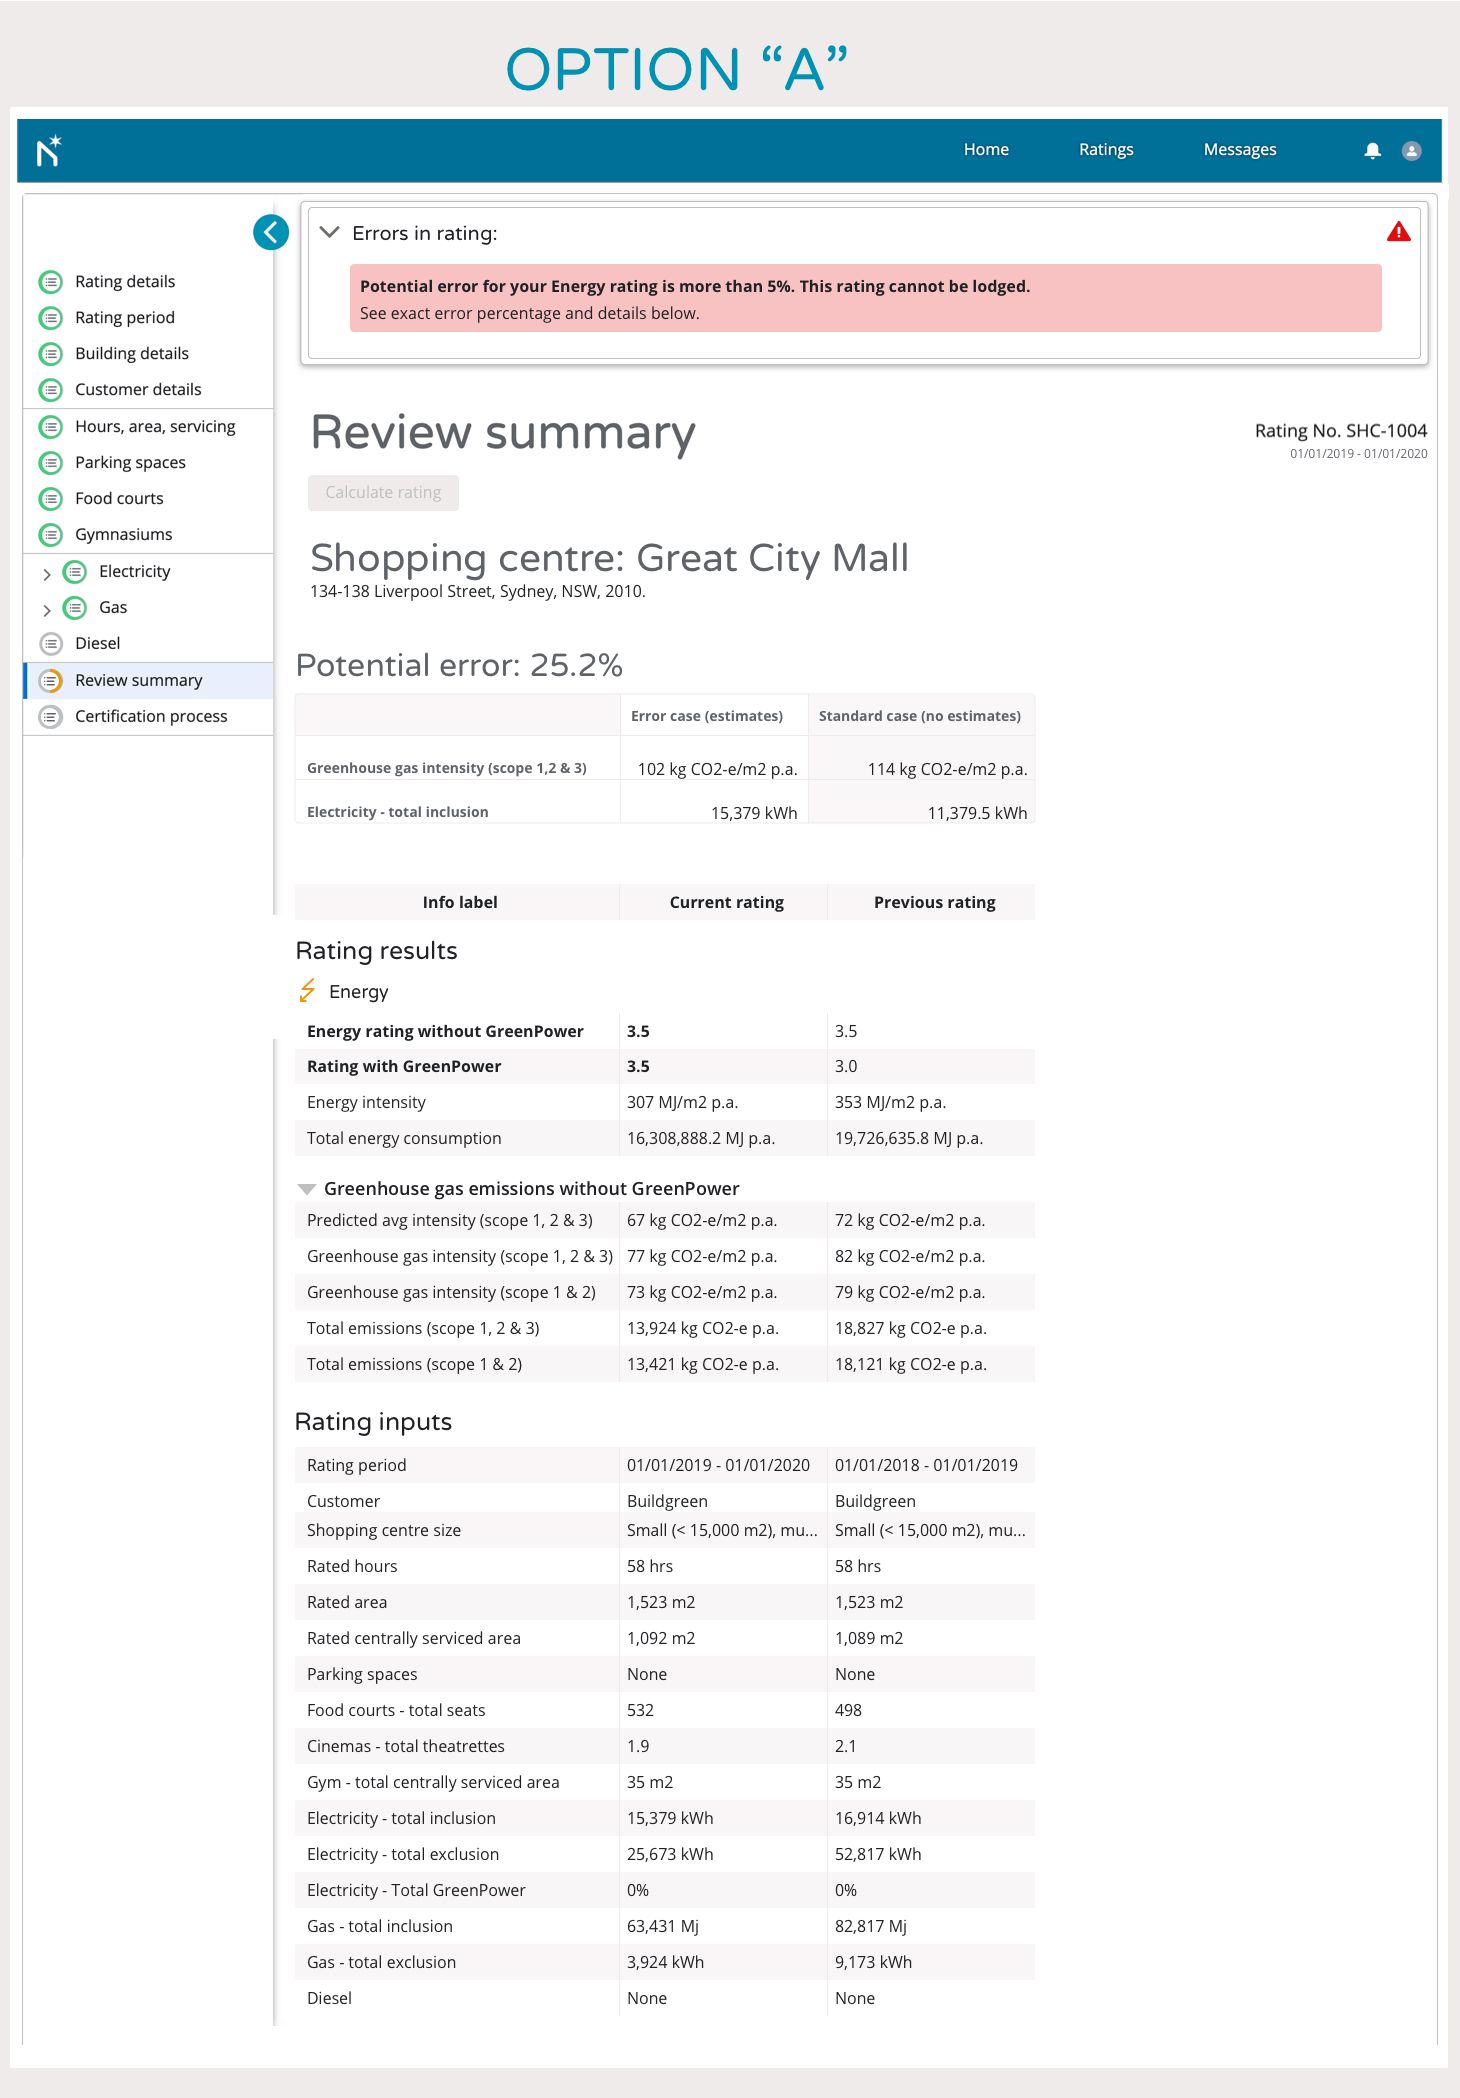 OPTION “A”
Home Ratings Messages
Rating details
Rating period
Building details
Customer details
Hours, area, servicing
Parking spaces
Food courts
Gymnasiums
Electricity
Gas
Diesel
Review summary
Certification process
Errors in rating:
Potential error for your Energy rating is more than 5%. This rating cannot be lodged.
See exact error percentage and details below.
Review summary
Rating No. SHC-1004
01/01/2019 - 01/01/2020
Calculate rating
Shopping centre: Great City Mall
134-138 Liverpool Street, Sydney, NSW, 2010.
Potential error: 25.2%
Error case (estimates) Standard case (no estimates)
Greenhouse gas intensity (scope 1,2 & 3) 102 kg CO2-e/m2 p.a. 114 kg CO2-e/m2 p.a.
Electricity - total inclusion 15,379 kWh 11,379.5 kWh
Info label Current rating Previous rating
Rating results
Energy
Energy rating without GreenPower 3.5 3.5
Rating with GreenPower 3.5 3.0
Energy intensity 307 MJ/m2 p.a. 353 MJ/m2 p.a.
Total energy consumption 16,308,888.2 MJ p.a. 19,726,635.8 MJ p.a.
Greenhouse gas emissions without GreenPower
Predicted avg intensity (scope 1, 2 & 3) 67 kg CO2-e/m2 p.a. 72 kg CO2-e/m2 p.a.
Greenhouse gas intensity (scope 1, 2 & 3) 77 kg CO2-e/m2 p.a. 82 kg CO2-e/m2 p.a.
Greenhouse gas intensity (scope 1 & 2) 73 kg CO2-e/m2 p.a. 79 kg CO2-e/m2 p.a.
Total emissions (scope 1, 2 & 3) 13,924 kg CO2-e p.a. 18,827 kg CO2-e p.a.
Total emissions (scope 1 & 2) 13,421 kg CO2-e p.a. 18,121 kg CO2-e p.a.
Rating inputs
Rating period 01/01/2019 - 01/01/2020 01/01/2018 - 01/01/2019
Customer Buildgreen Buildgreen
Shopping centre size Small (< 15,000 m2), mu... Small (< 15,000 m2), mu...
Rated hours 58 hrs 58 hrs
Rated area 1,523 m2 1,523 m2
Rated centrally serviced area 1,092 m2 1,089 m2
Parking spaces None None
Food courts - total seats 532 498
Cinemas - total theatrettes 1.9 2.1
Gym - total centrally serviced area 35 m2 35 m2
Electricity - total inclusion 15,379 kWh 16,914 kWh
Electricity - total exclusion 25,673 kWh 52,817 kWh
Electricity - Total GreenPower 0% 0%
Gas - total inclusion 63,431 Mj 82,817 Mj
Gas - total exclusion 3,924 kWh 9,173 kWh
Diesel None None